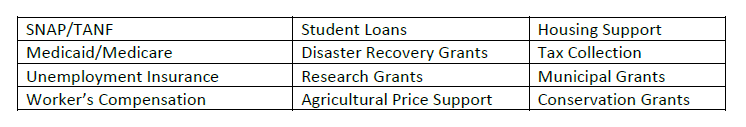 SNAP/TANF Student Loans Housing Support
Medicaid/Medicare Disaster Recovery Grants Tax Collection
Unemployment Insurance Research Grants Municipal Grants
Worker's Compensation Agricultural Price Support Conservation Grants